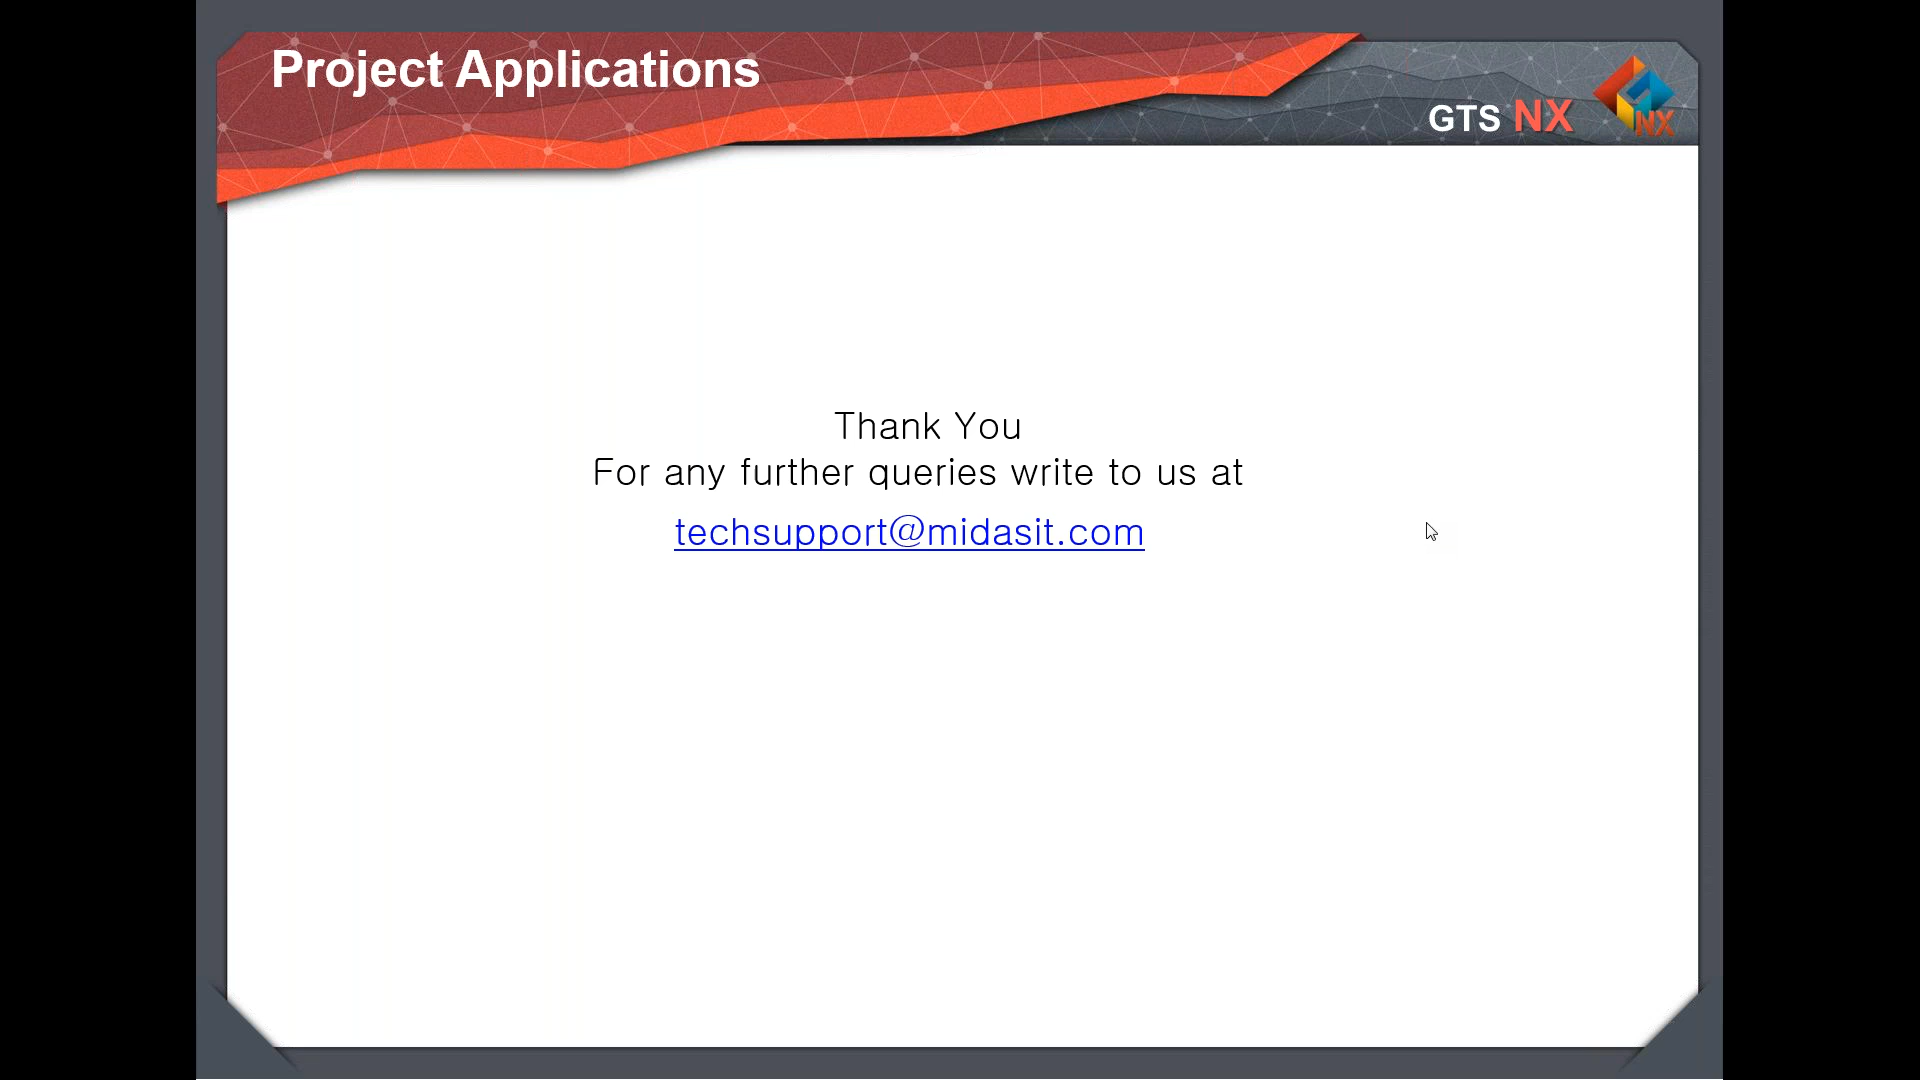 Project Applications
GTS NX
NX
Thank You
For any further queries write to us at
techsupport@midasit.com